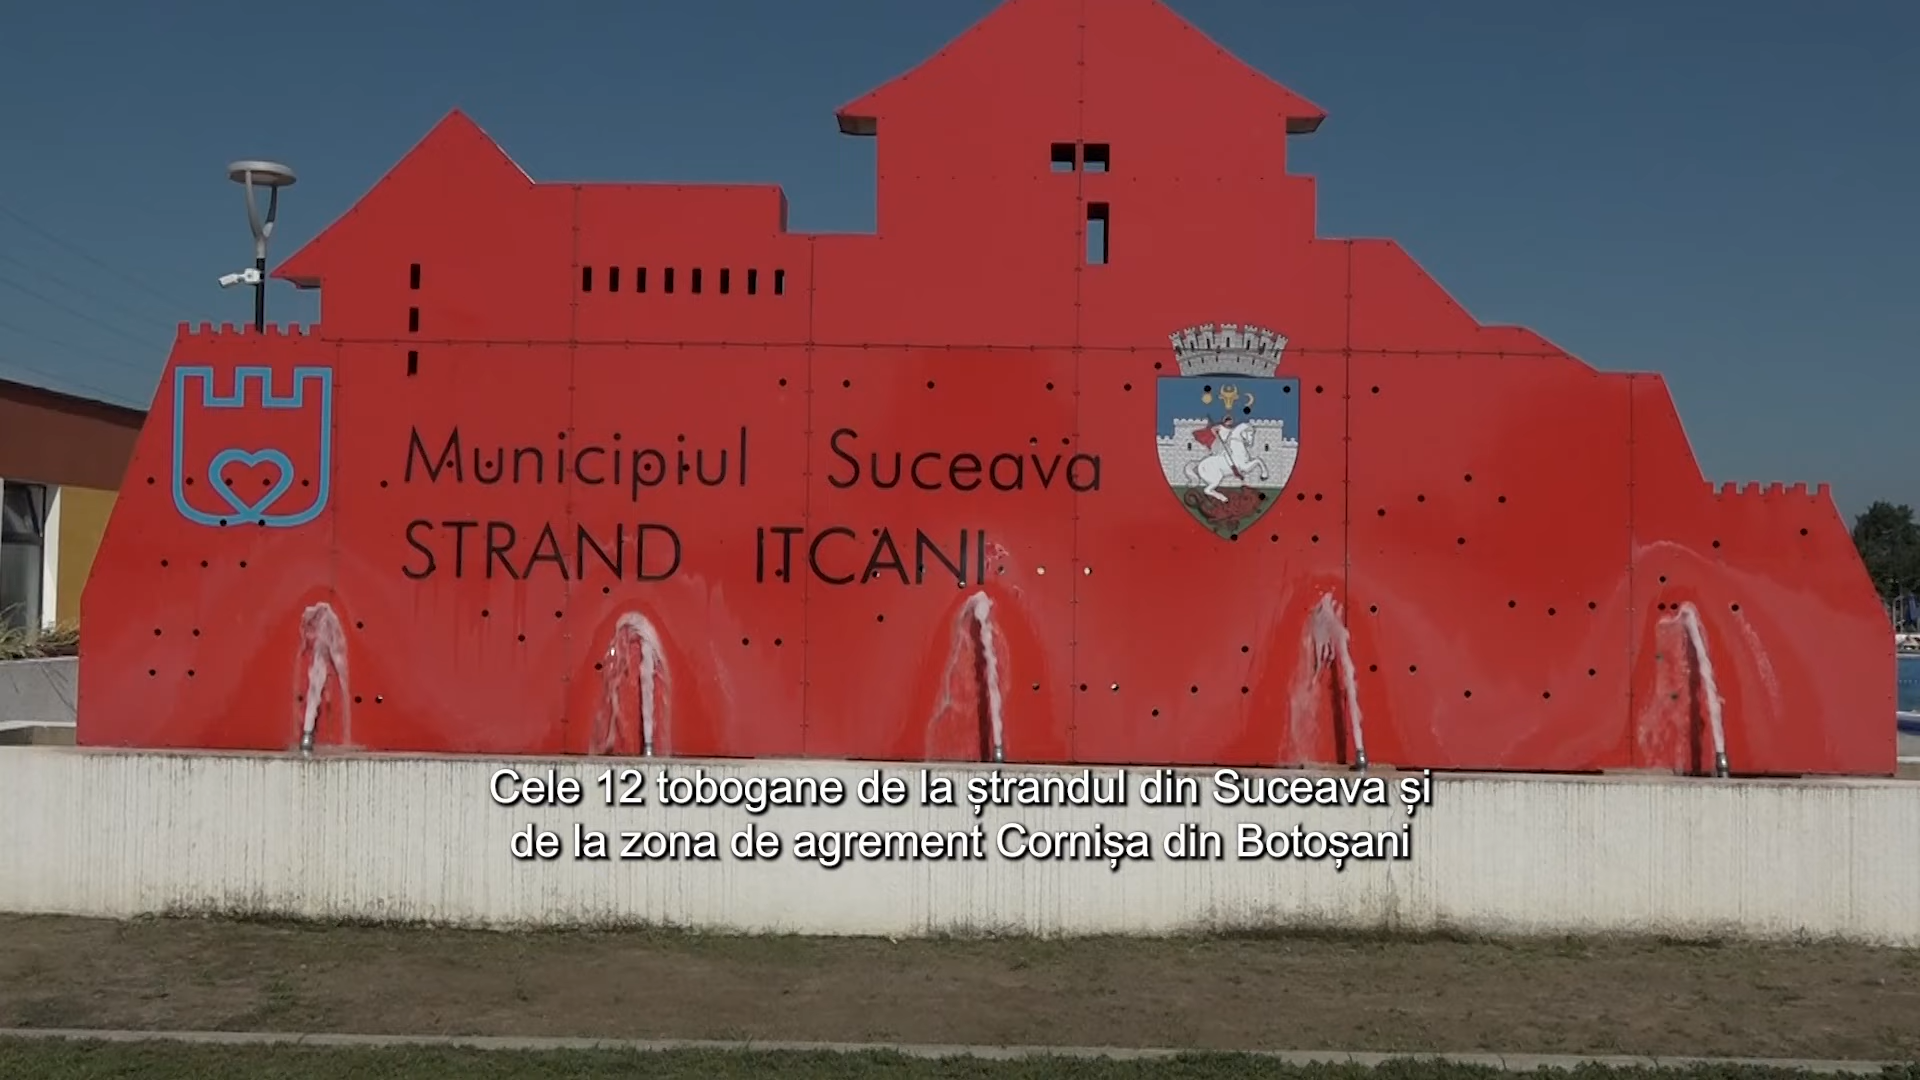 Municipiul Suceava
STRAND ITCANI
Cele 12 tobogane de la ștrandul din Suceava și
de la zona de agrement Cornișa din Botoșani